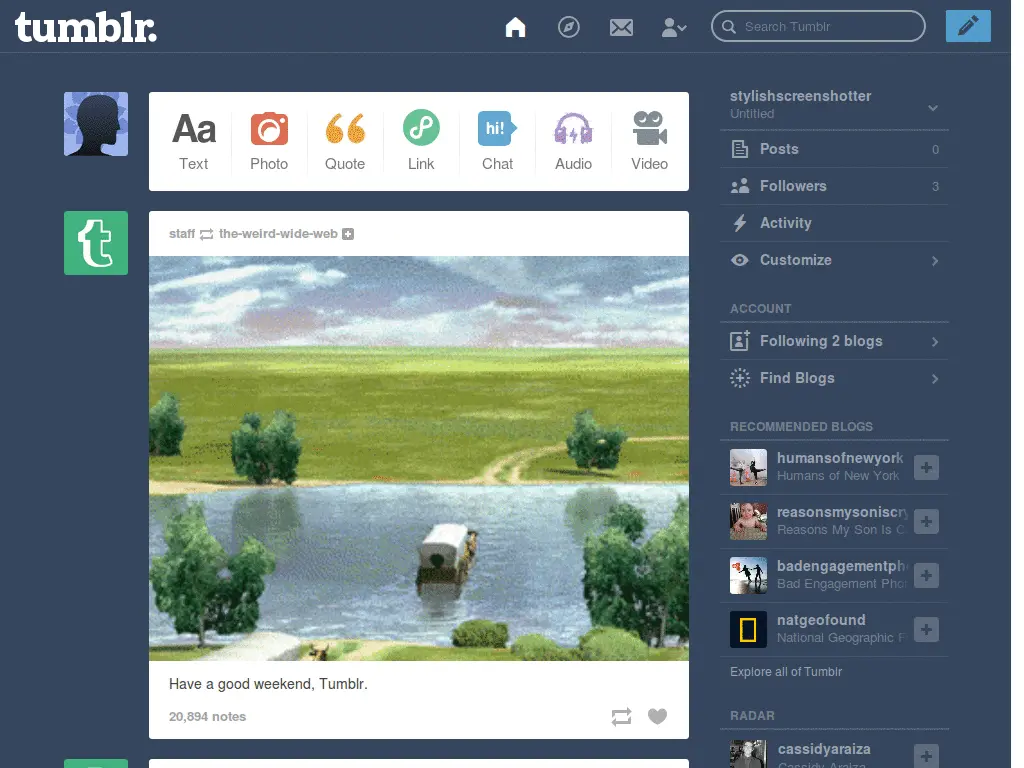 tumblr.
Search Tumblr
Aa
hi!
Text
Photo
Quote
Link
Chat
Audio
Video
staff the-weird-wide-web
Have a good weekend, Tumblr.
20,894 notes
stylishscreenshotter
Untitled
Posts 0
Followers 3
Activity
Customize
ACCOUNT
Following 2 blogs
Find Blogs
RECOMMENDED BLOGS
humansofnewyork
Humans of New York
reasonsmysoniscry
Reasons My Son Is C
badengagementpho
Bad Engagement Phot
natgeofound
National Geographic F
Explore all of Tumblr
RADAR
cassidyaraiza
Cassidy Araiza